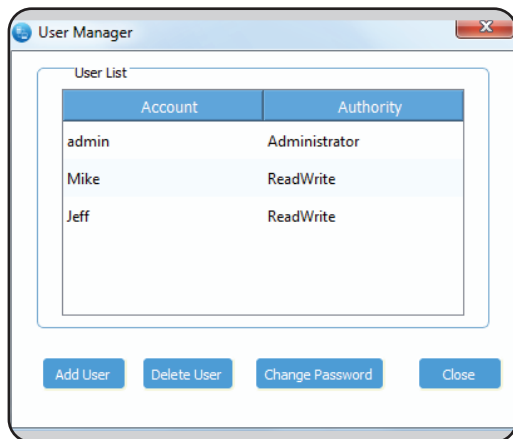 User Manager
User List
Account Authority
admin Administrator
Mike ReadWrite
Jeff ReadWrite
Add User Delete User Change Password Close